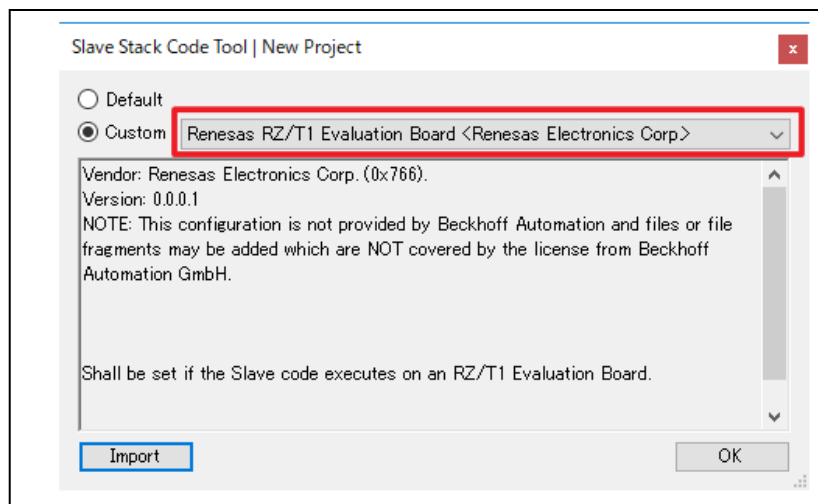 Slave Stack Code Tool | New Project
x
Default
Custom
Renesas RZ/T1 Evaluation Board <Renesas Electronics Corp>
Vendor: Renesas Electronics Corp. (0x766).
Version: 0.0.0.1
NOTE: This configuration is not provided by Beckhoff Automation and files or file
fragments may be added which are NOT covered by the license from Beckhoff
Automation GmbH.
Shall be set if the Slave code executes on an RZ/T1 Evaluation Board.
Import
OK